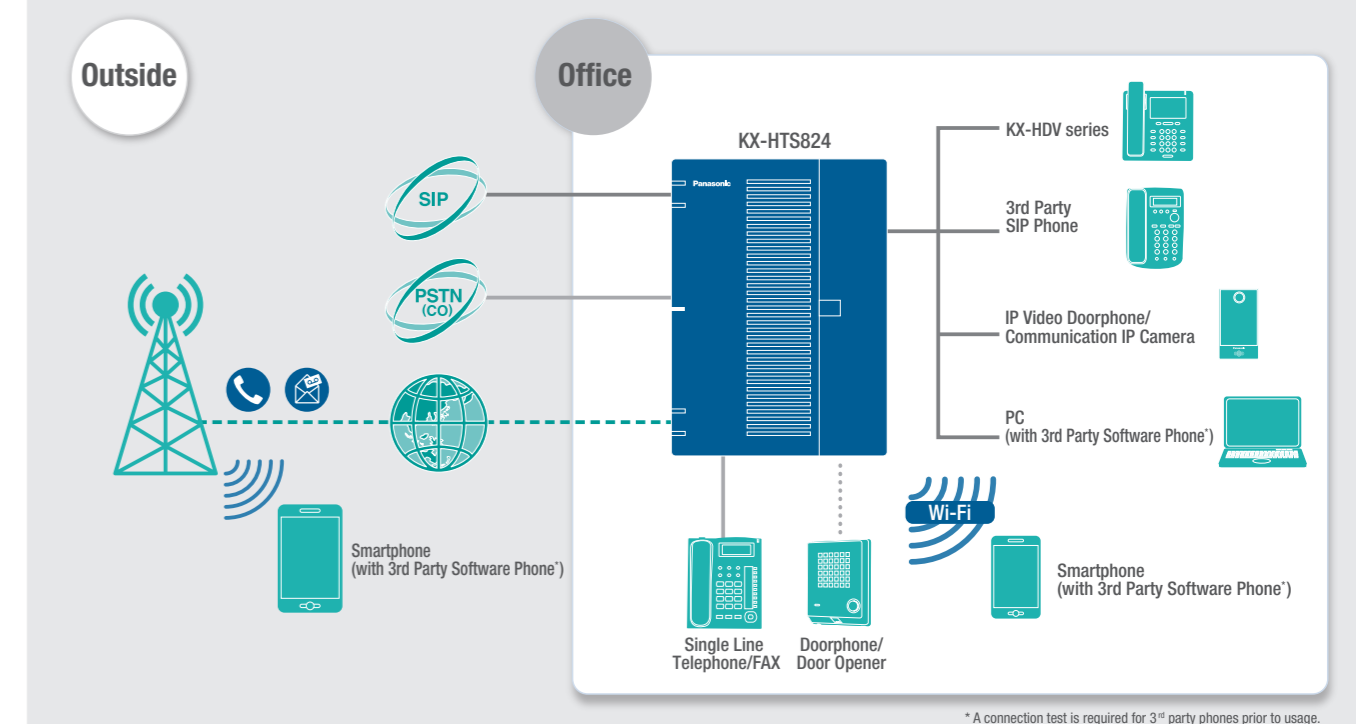 Outside
Office
KX-HTS824
Panasonic
SIP
PSTN
(CO)
KX-HDV series
3rd Party
SIP Phone
IP Video Doorphone/
Communication IP Camera
PC
(with 3rd Party Software Phone*)
Wi-Fi
Smartphone
(with 3rd Party Software Phone*)
Smartphone
(with 3rd Party Software Phone*)
Single Line
Telephone/FAX
Doorphone/
Door Opener
* A connection test is required for 3rd party phones prior to usage.